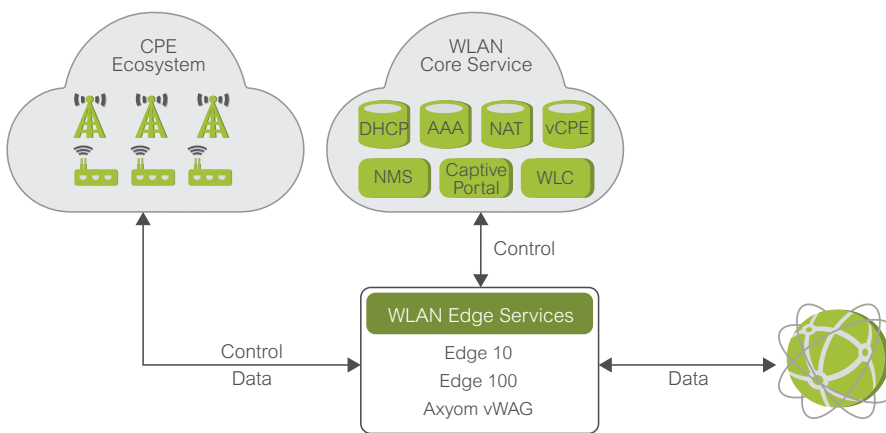 CPE
Ecosystem
WLAN
Core Service
DHCP
AAA
NAT
vCPE
NMS
Captive
Portal
WLC
Control
WLAN Edge Services
Edge 10
Edge 100
Axyom vWAG
Control
Data
Data